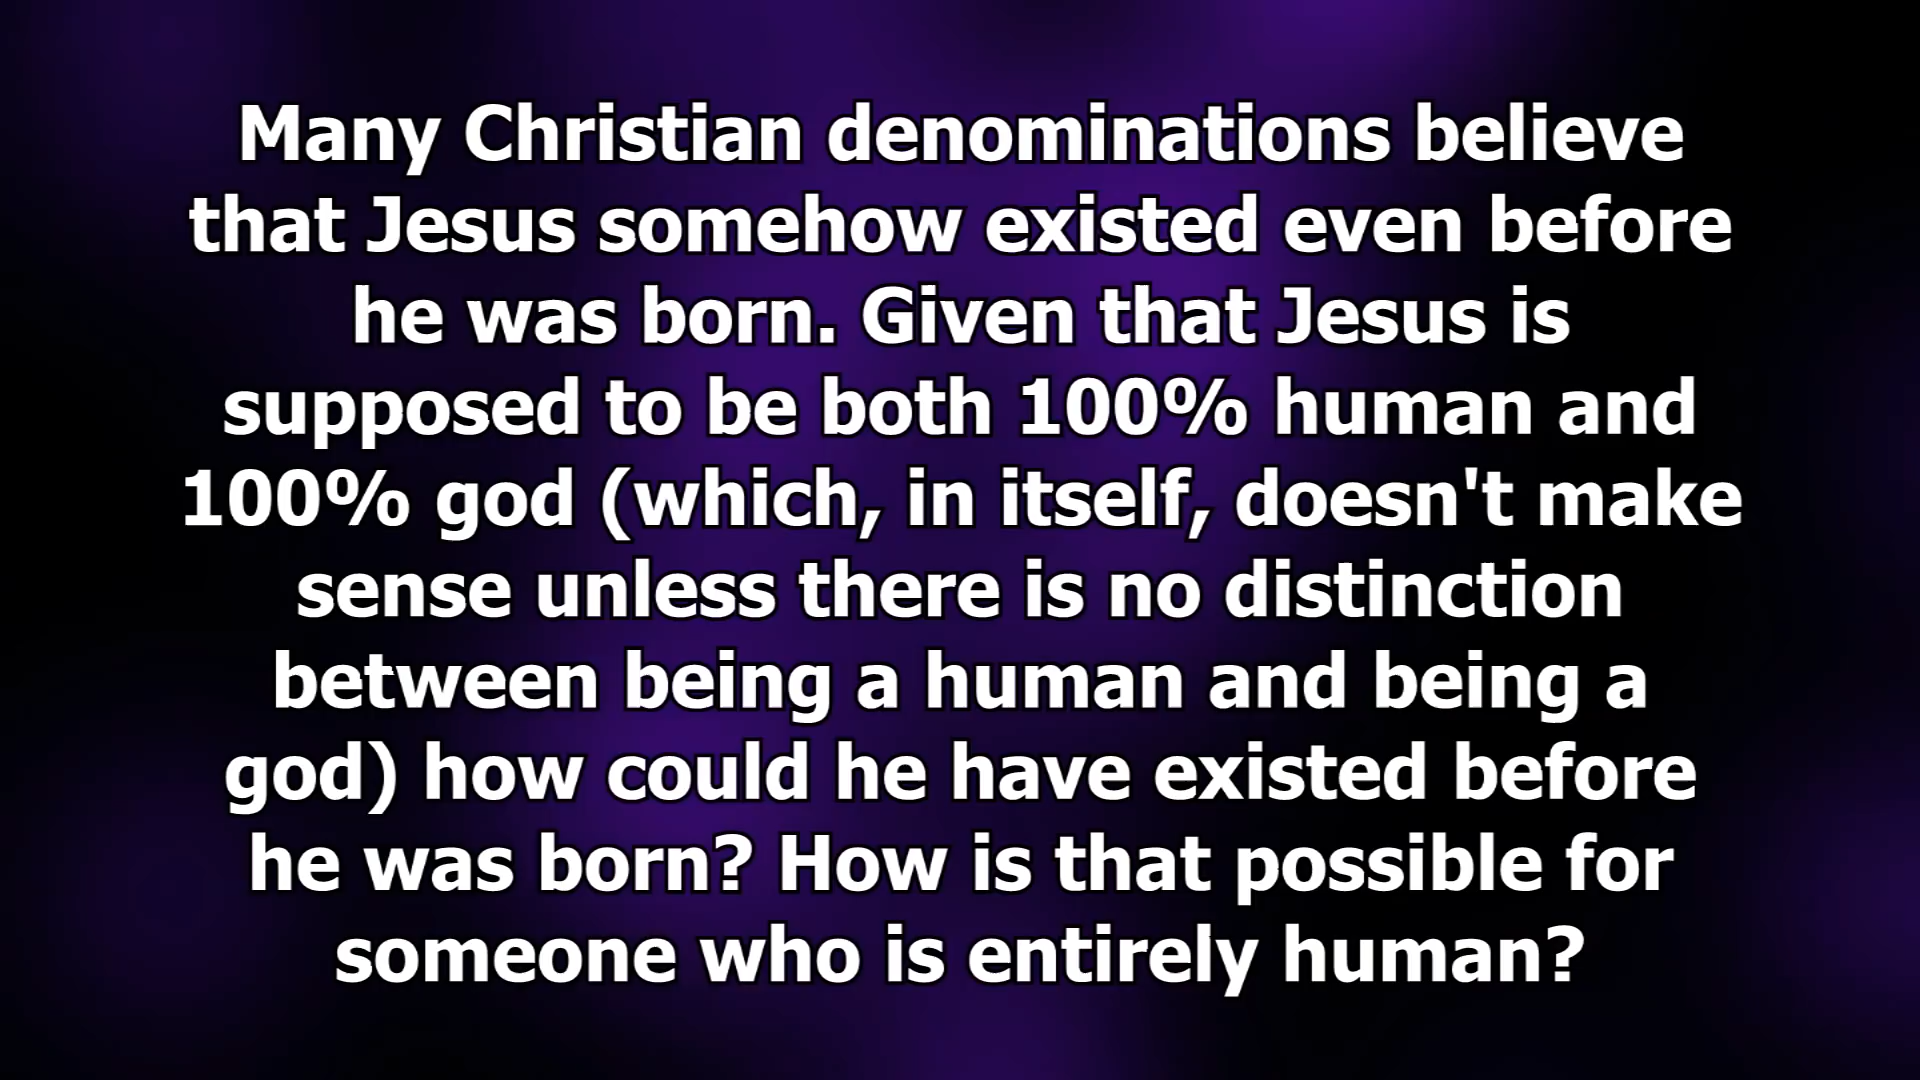 Many Christian denominations believe
that Jesus somehow existed even before
he was born. Given that Jesus is
supposed to be both 100% human and
100% god (which, in itself, doesn't make
sense unless there is no distinction
between being a human and being a
god) how could he have existed before
he was born? How is that possible for
someone who is entirely human?